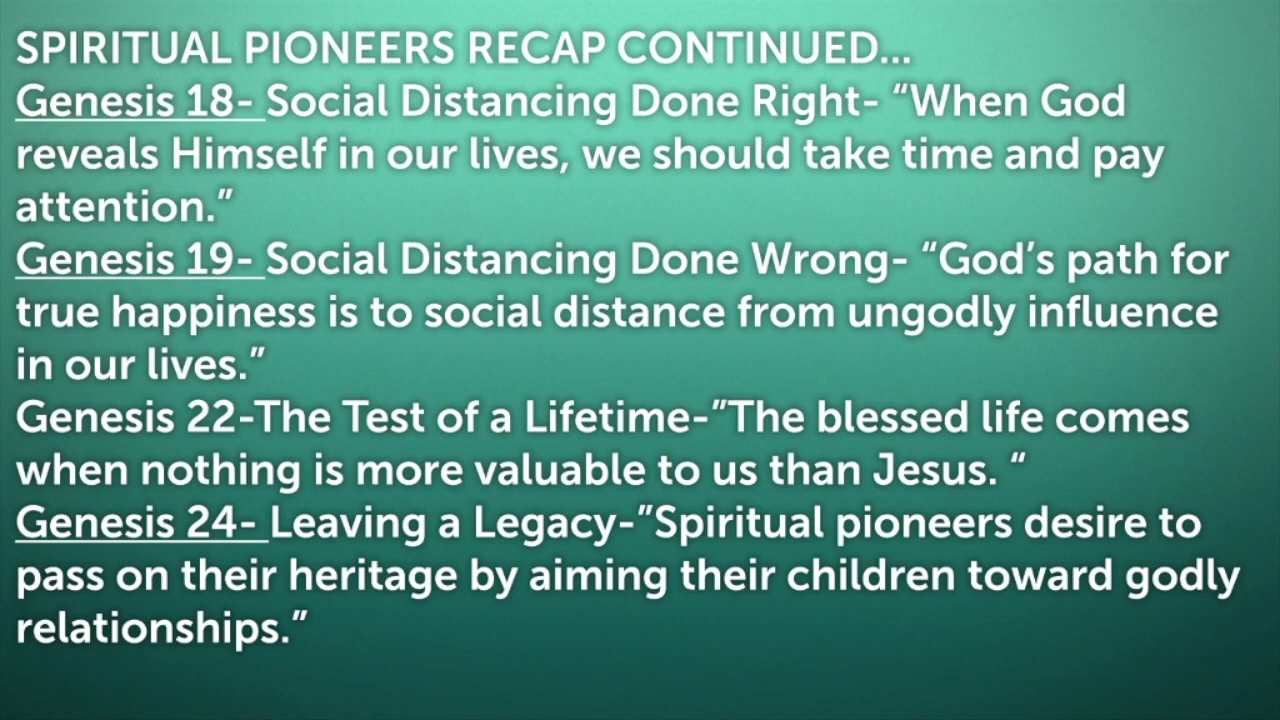 SPIRITUAL PIONEERS RECAP CONTINUED...
Genesis 18- Social Distancing Done Right- “When God
reveals Himself in our lives, we should take time and pay
attention.”
Genesis 19- Social Distancing Done Wrong- “God’s path for
true happiness is to social distance from ungodly influence
in our lives.”
Genesis 22-The Test of a Lifetime-”The blessed life comes
when nothing is more valuable to us than Jesus. “
Genesis 24- Leaving a Legacy-”Spiritual pioneers desire to
pass on their heritage by aiming their children toward godly
relationships.”